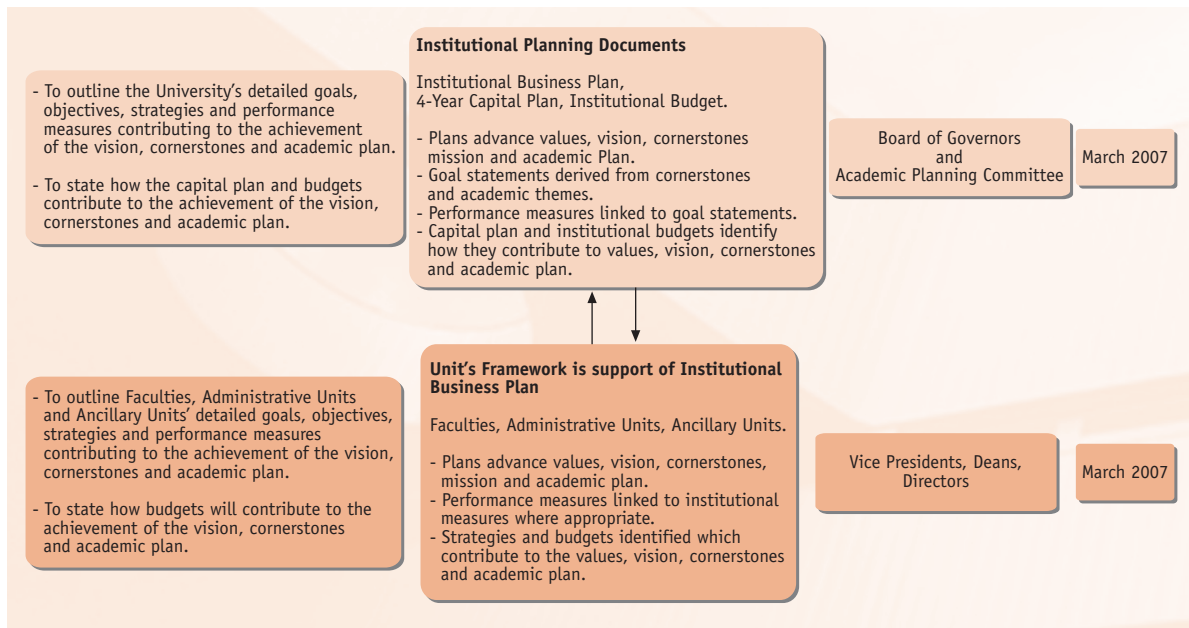 - To outline the University's detailed goals,
objectives, strategies and performance
measures contributing to the achievement
of the vision, cornerstones and academic plan.
- To state how the capital plan and budgets
contribute to the achievement of the vision,
cornerstones and academic plan.
Institutional Planning Documents
Institutional Business Plan,
4-Year Capital Plan, Institutional Budget.
- Plans advance values, vision, cornerstones
mission and academic Plan.
- Goal statements derived from cornerstones
and academic themes.
- Performance measures linked to goal statements.
- Capital plan and institutional budgets identify
how they contribute to values, vision, cornerstones
and academic plan.
Board of Governors
and
Academic Planning Committee
March 2007
- To outline Faculties, Administrative Units
and Ancillary Units' detailed goals, objectives,
strategies and performance measures
contributing to the achievement of the vision,
cornerstones and academic plan.
- To state how budgets will contribute to the
achievement of the vision, cornerstones
and academic plan.
Unit's Framework is support of Institutional
Business Plan
Faculties, Administrative Units, Ancillary Units.
- Plans advance values, vision, cornerstones,
mission and academic plan.
- Performance measures linked to institutional
measures where appropriate.
- Strategies and budgets identified which
contribute to the values, vision, cornerstones
and academic plan.
Vice Presidents, Deans,
Directors
March 2007